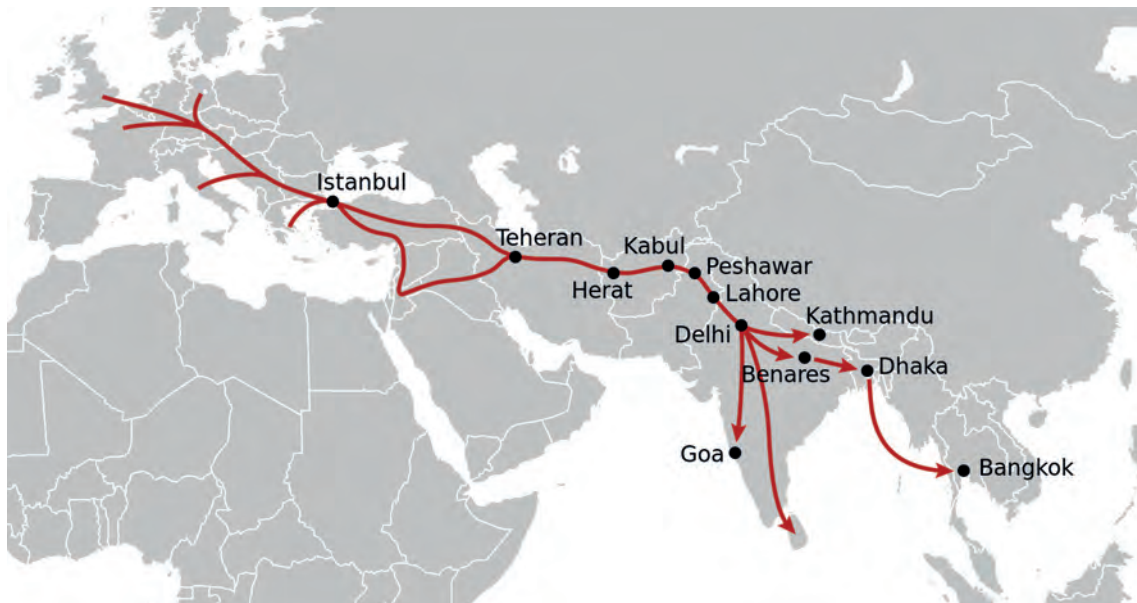 Istanbul
Teheran
Kabul
Herat
Peshawar
Lahore
Delhi
Kathmandu
Benares
Dhaka
Goa
Bangkok